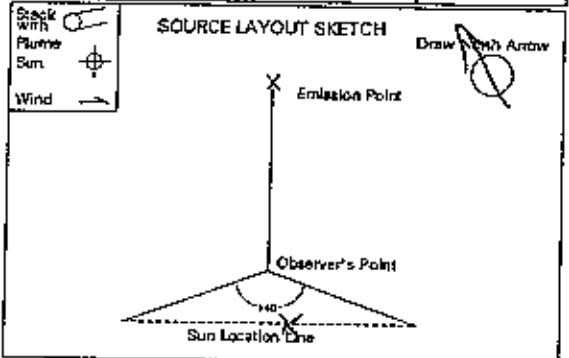 Stack
with
Plume
Sun
Wind
SOURCE LAYOUT SKETCH
Draw North Arrow
Emission Point
Observer's Point
140
Sun Location Line